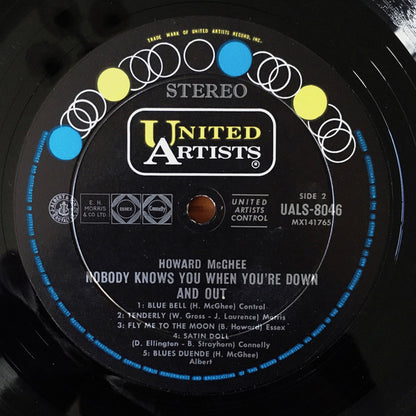 TRADE MARK OF UNITED ARTISTS RECORD, INC.
STEREO
UNITED
ARTISTS
E. H.
MORRIS
& CO LTD
Connelly
UNITED
ARTISTS
CONTROL
SIDE 2
UALS-8046
MX141765
HOWARD McGHEE
NOBODY KNOWS YOU WHEN YOU'RE DOWN
AND OUT
1: BLUE BELL (H. McGhee) Control
2: TENDERLY (W. Gross - J. Laurence) Morris
3: FLY ME TO THE MOON (B. Howard) Essex
4: SATIN DOLL
(D. Ellington - B. Strayhorn) Connelly
5: BLUES DUENDE (H. McGhee)
Albert